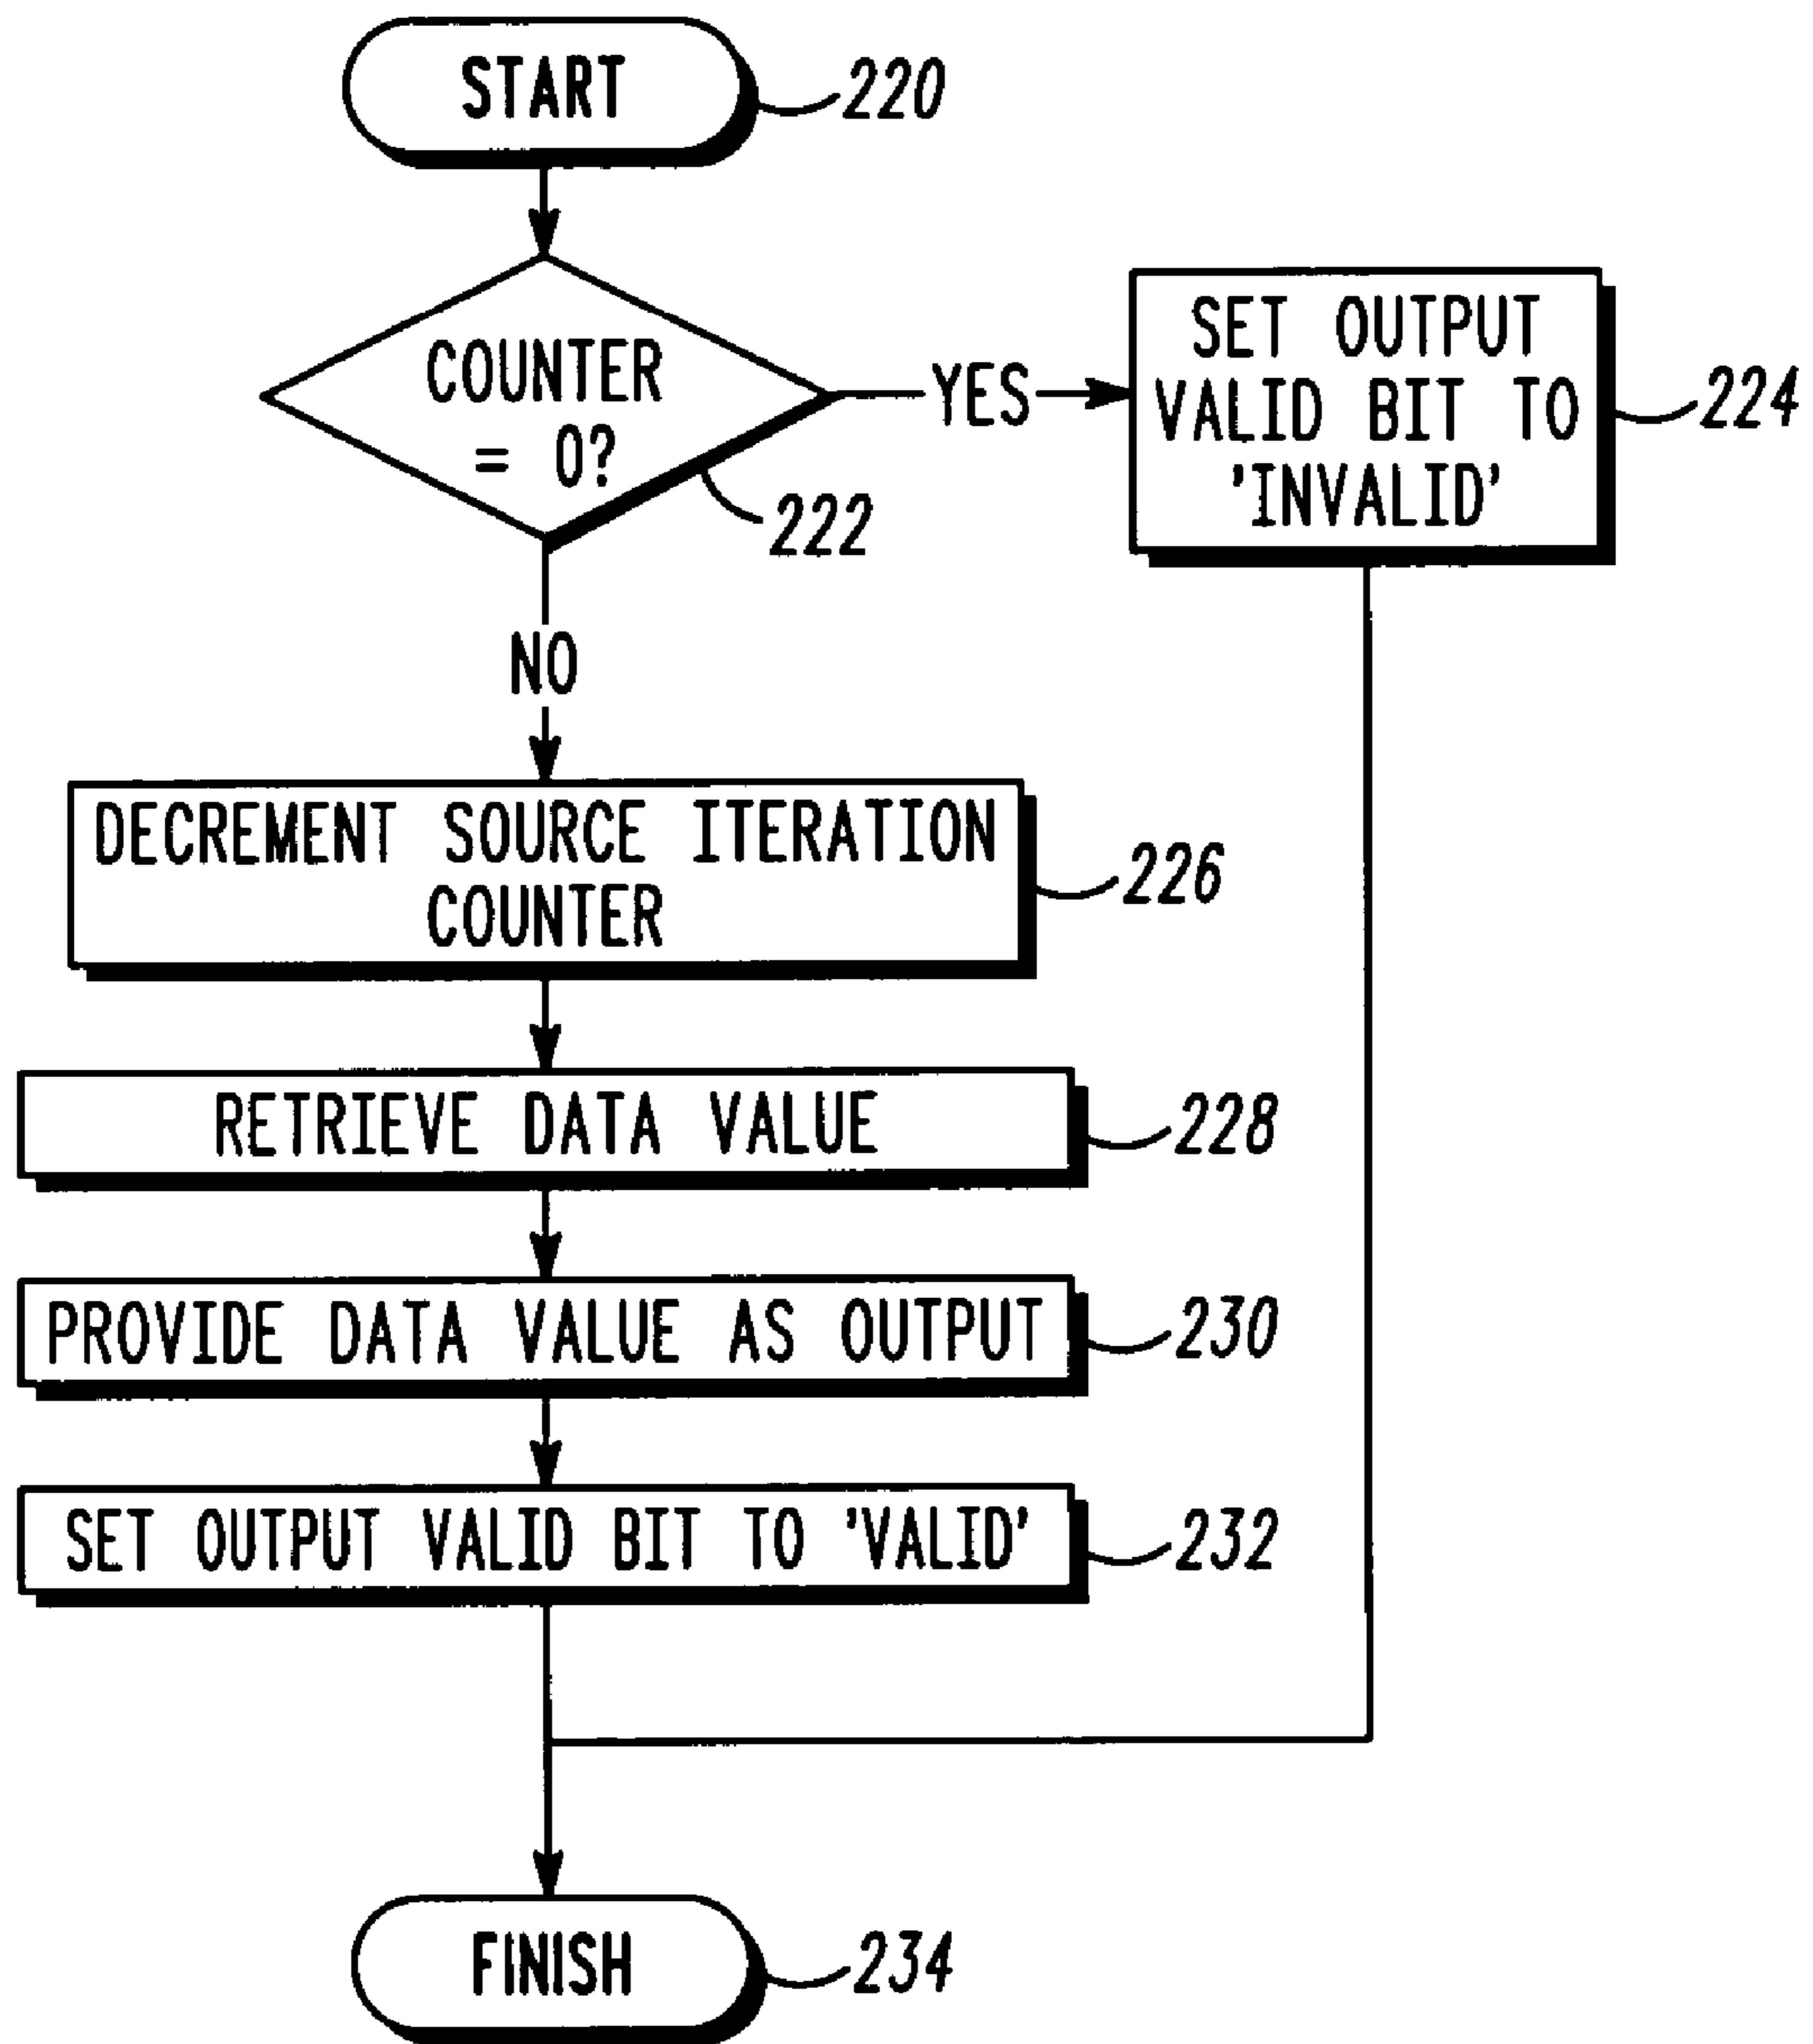 START
220
COUNTER
= 0?
222
YES
SET OUTPUT
VALID BIT TO
'INVALID'
224
NO
DECREMENT SOURCE ITERATION
COUNTER
226
RETRIEVE DATA VALUE
228
PROVIDE DATA VALUE AS OUTPUT
230
SET OUTPUT VALID BIT TO 'VALID'
232
FINISH
234